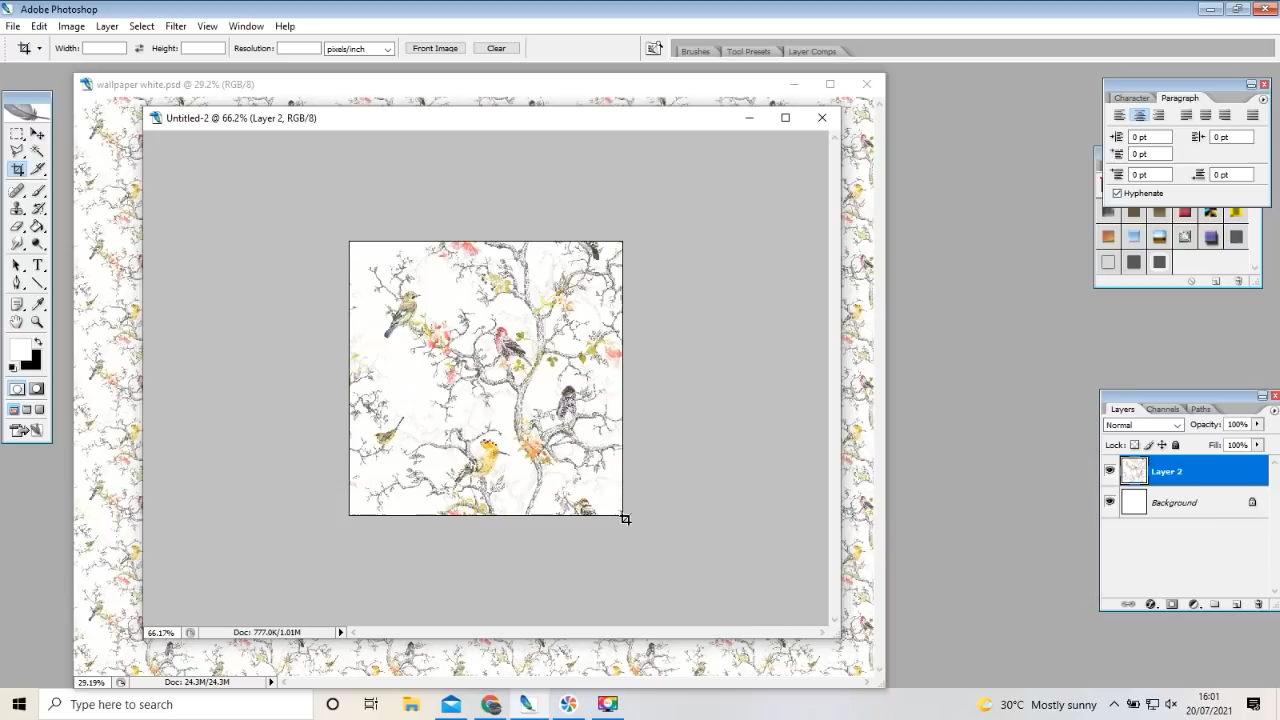 Adobe Photoshop
File Edit Image Layer Select Filter View Window Help
Width: Height: Resolution: pixels/inch Front Image Clear Brushes Tool Presets Layer Comps
wallpaper white.psd @ 29.2% (RGB/8)
Untitled-2 @ 66.2% (Layer 2, RGB/8)
Character Paragraph
0 pt 0 pt
0 pt
0 pt 0 pt
Hyphenate
Layers Channels Paths
Normal Opacity: 100%
Lock: Fill: 100%
Layer 2
Background
66.17% Doc: 777.0K/1.01M
29.19% Doc: 24.3M/24.3M
Type here to search
30°C Mostly sunny
16:01
20/07/2021